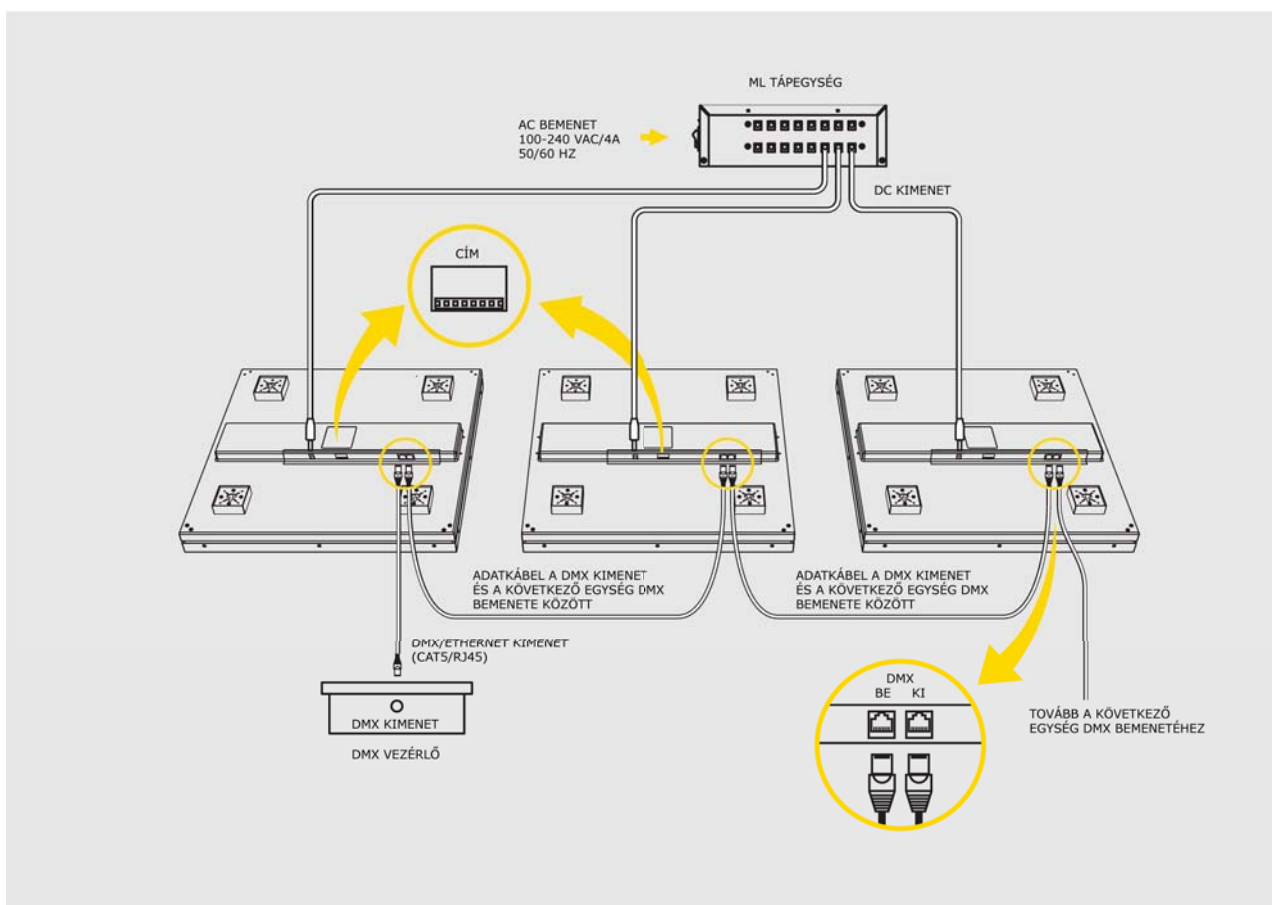 ML TÁPEGYSÉG
AC BEMENET
100-240 VAC/4A
50/60 HZ
DC KIMENET
CÍM
ADATKÁBEL A DMX KIMENET
ÉS A KÖVETKEZŐ EGYSÉG DMX
BEMENETE KÖZÖTT
ADATKÁBEL A DMX KIMENET
ÉS A KÖVETKEZŐ EGYSÉG DMX
BEMENETE KÖZÖTT
DMX/ETHERNET KIMENET
(CAT5/RJ45)
DMX KIMENET
DMX VEZÉRLŐ
DMX
BE KI
TOVÁBB A KÖVETKEZŐ
EGYSÉG DMX BEMENETÉHEZ